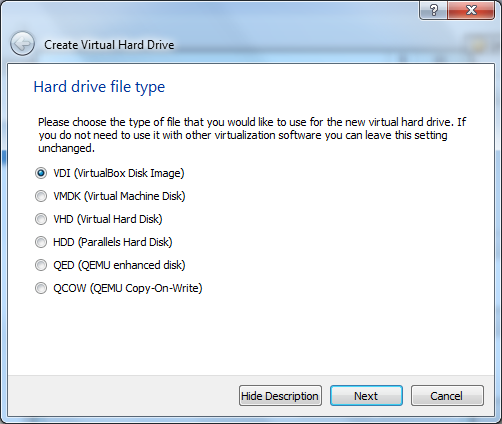 Create Virtual Hard Drive
Hard drive file type
Please choose the type of file that you would like to use for the new virtual hard drive. If
you do not need to use it with other virtualization software you can leave this setting
unchanged.
VDI (VirtualBox Disk Image)
VMDK (Virtual Machine Disk)
VHD (Virtual Hard Disk)
HDD (Parallels Hard Disk)
QED (QEMU enhanced disk)
QCOW (QEMU Copy-On-Write)
Hide Description Next Cancel